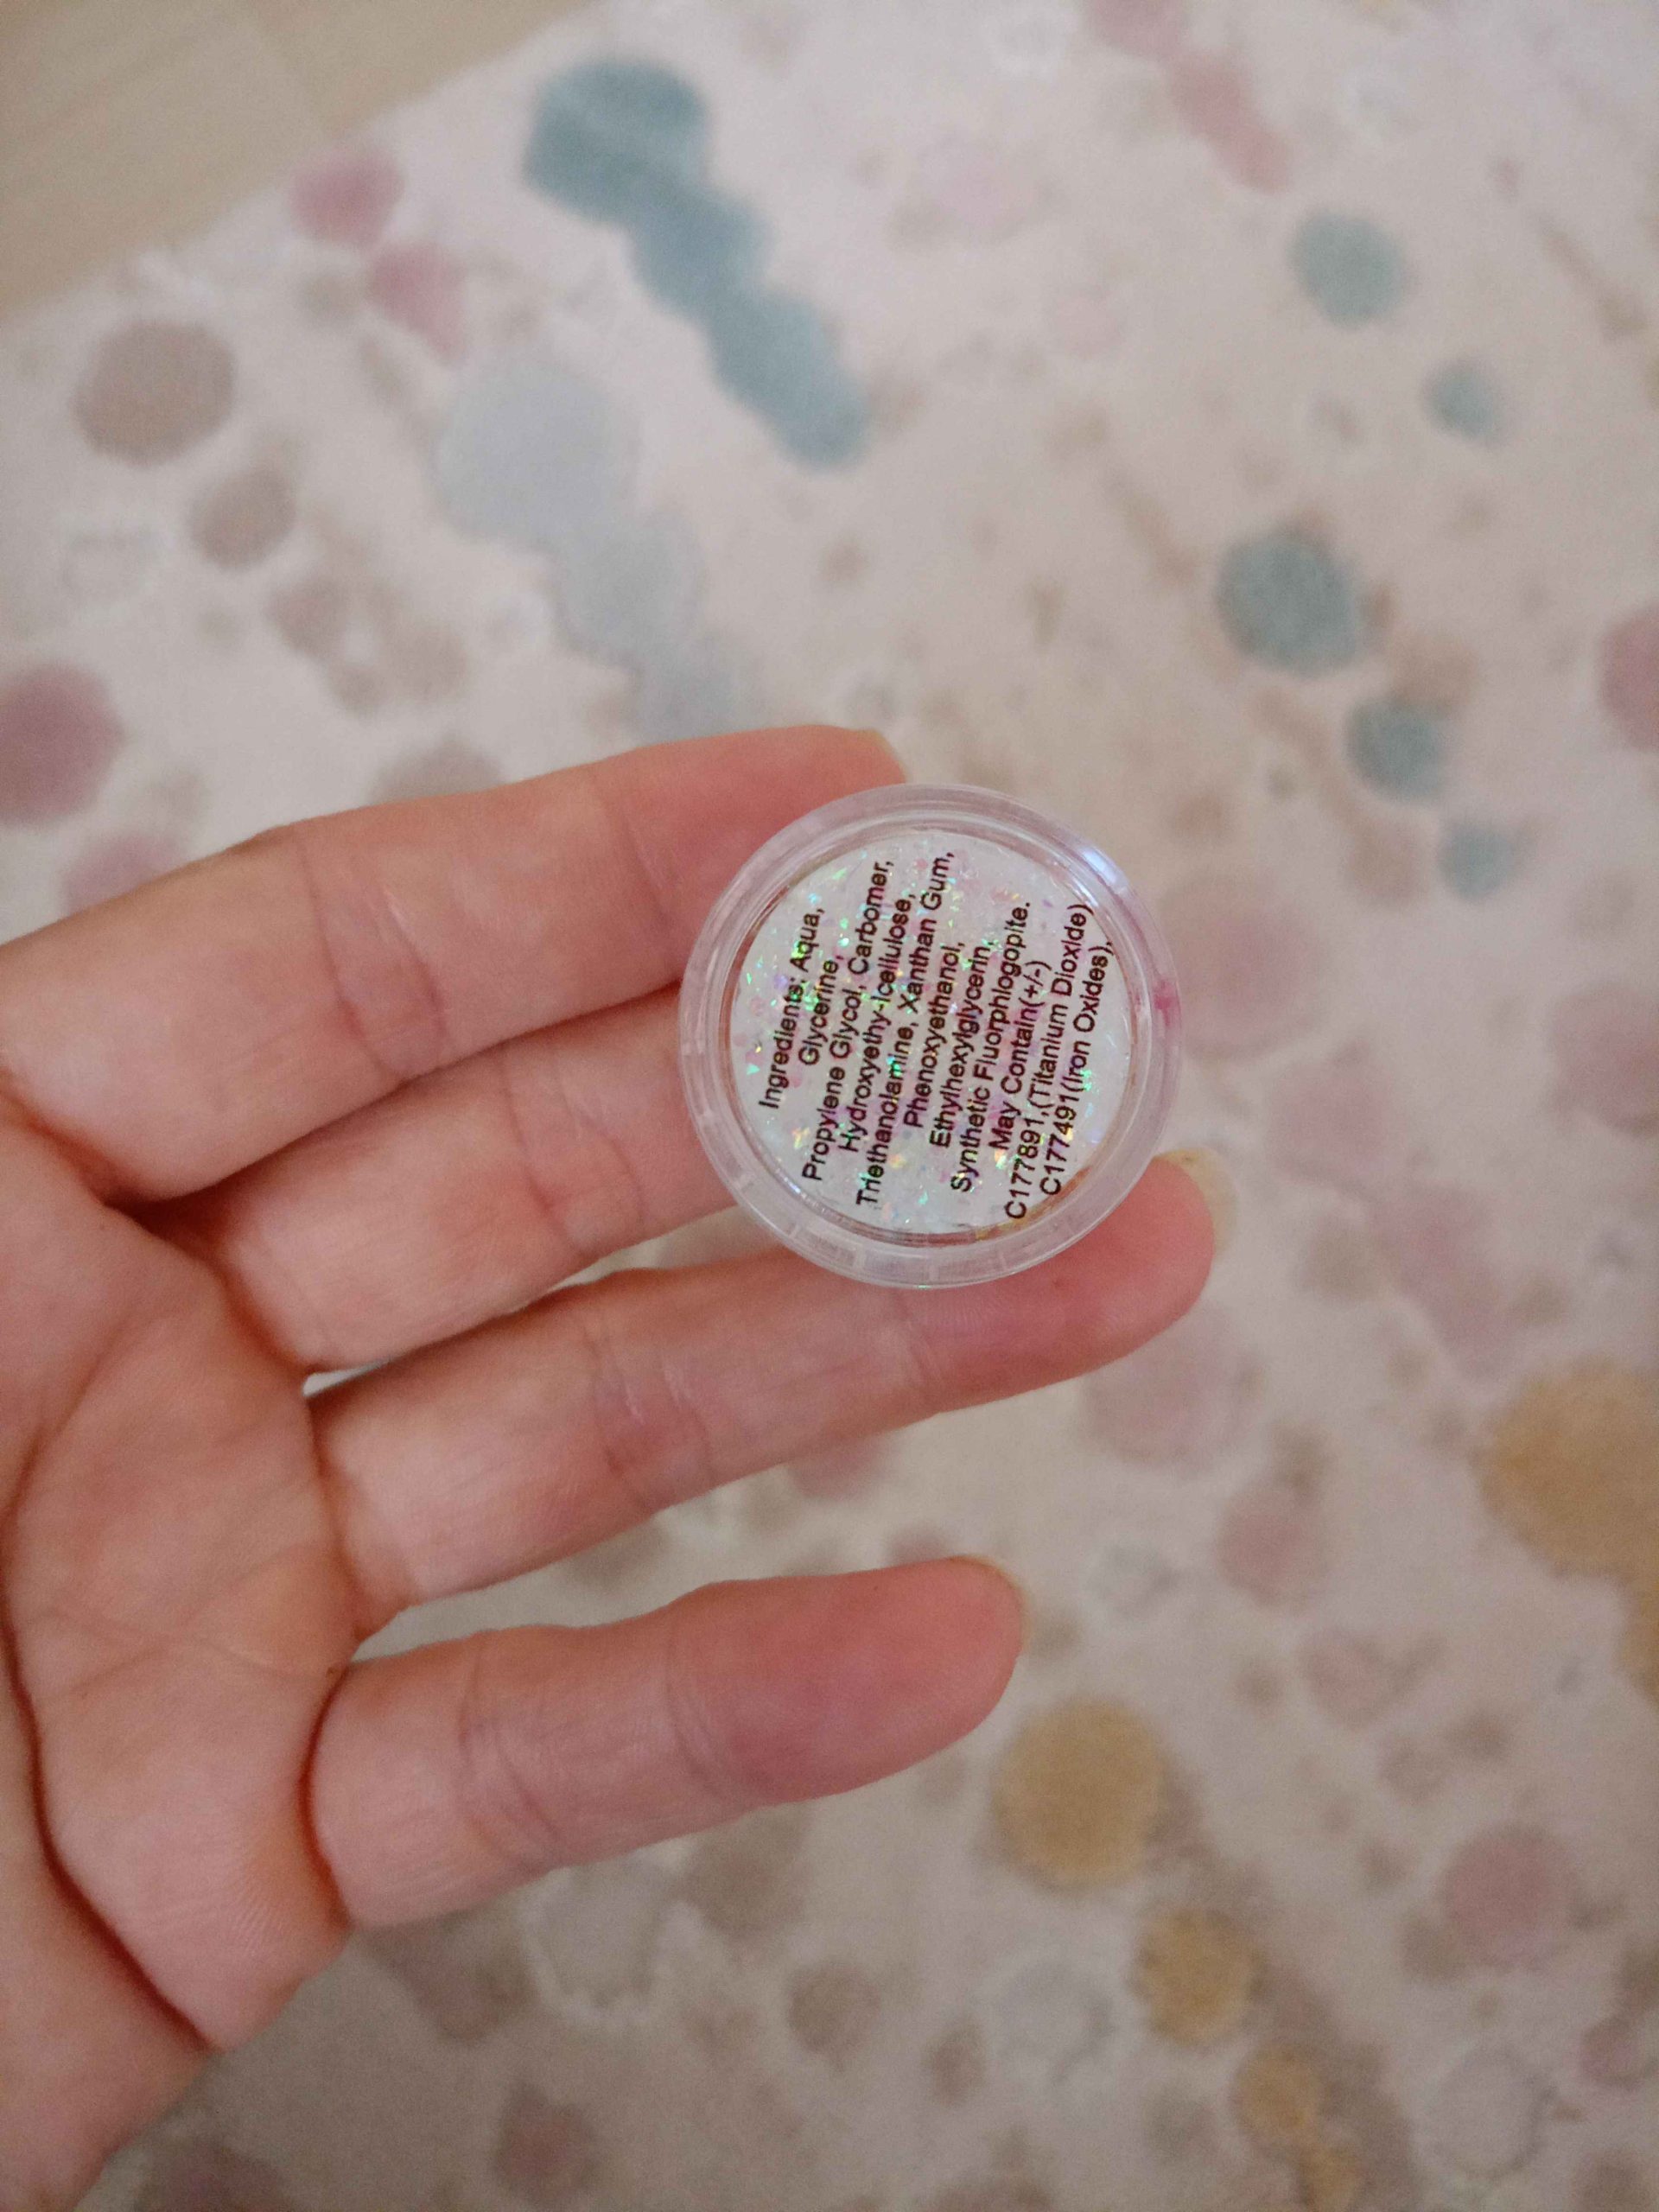 Ingredients: Aqua,
Glycerine,
Propylene Glycol, Carbomer,
Hydroxyethy-lcellulose,
Triethanolamine, Xanthan Gum,
Phenoxyethanol,
Ethylhexylglycerin,
Synthetic Fluorphlogopite.
May Contain(+/-)
C177891,(Titanium Dioxide)
C177491(Iron Oxides),